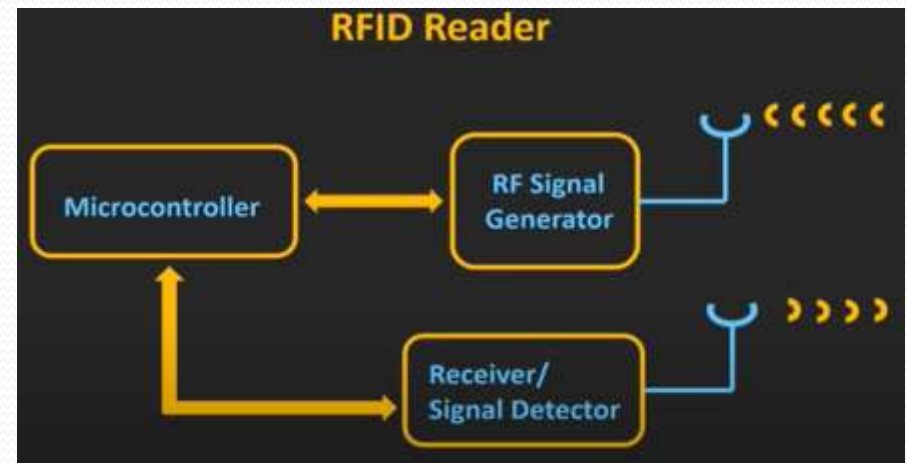 RFID Reader
Microcontroller
RF Signal
Generator
Receiver/
Signal Detector